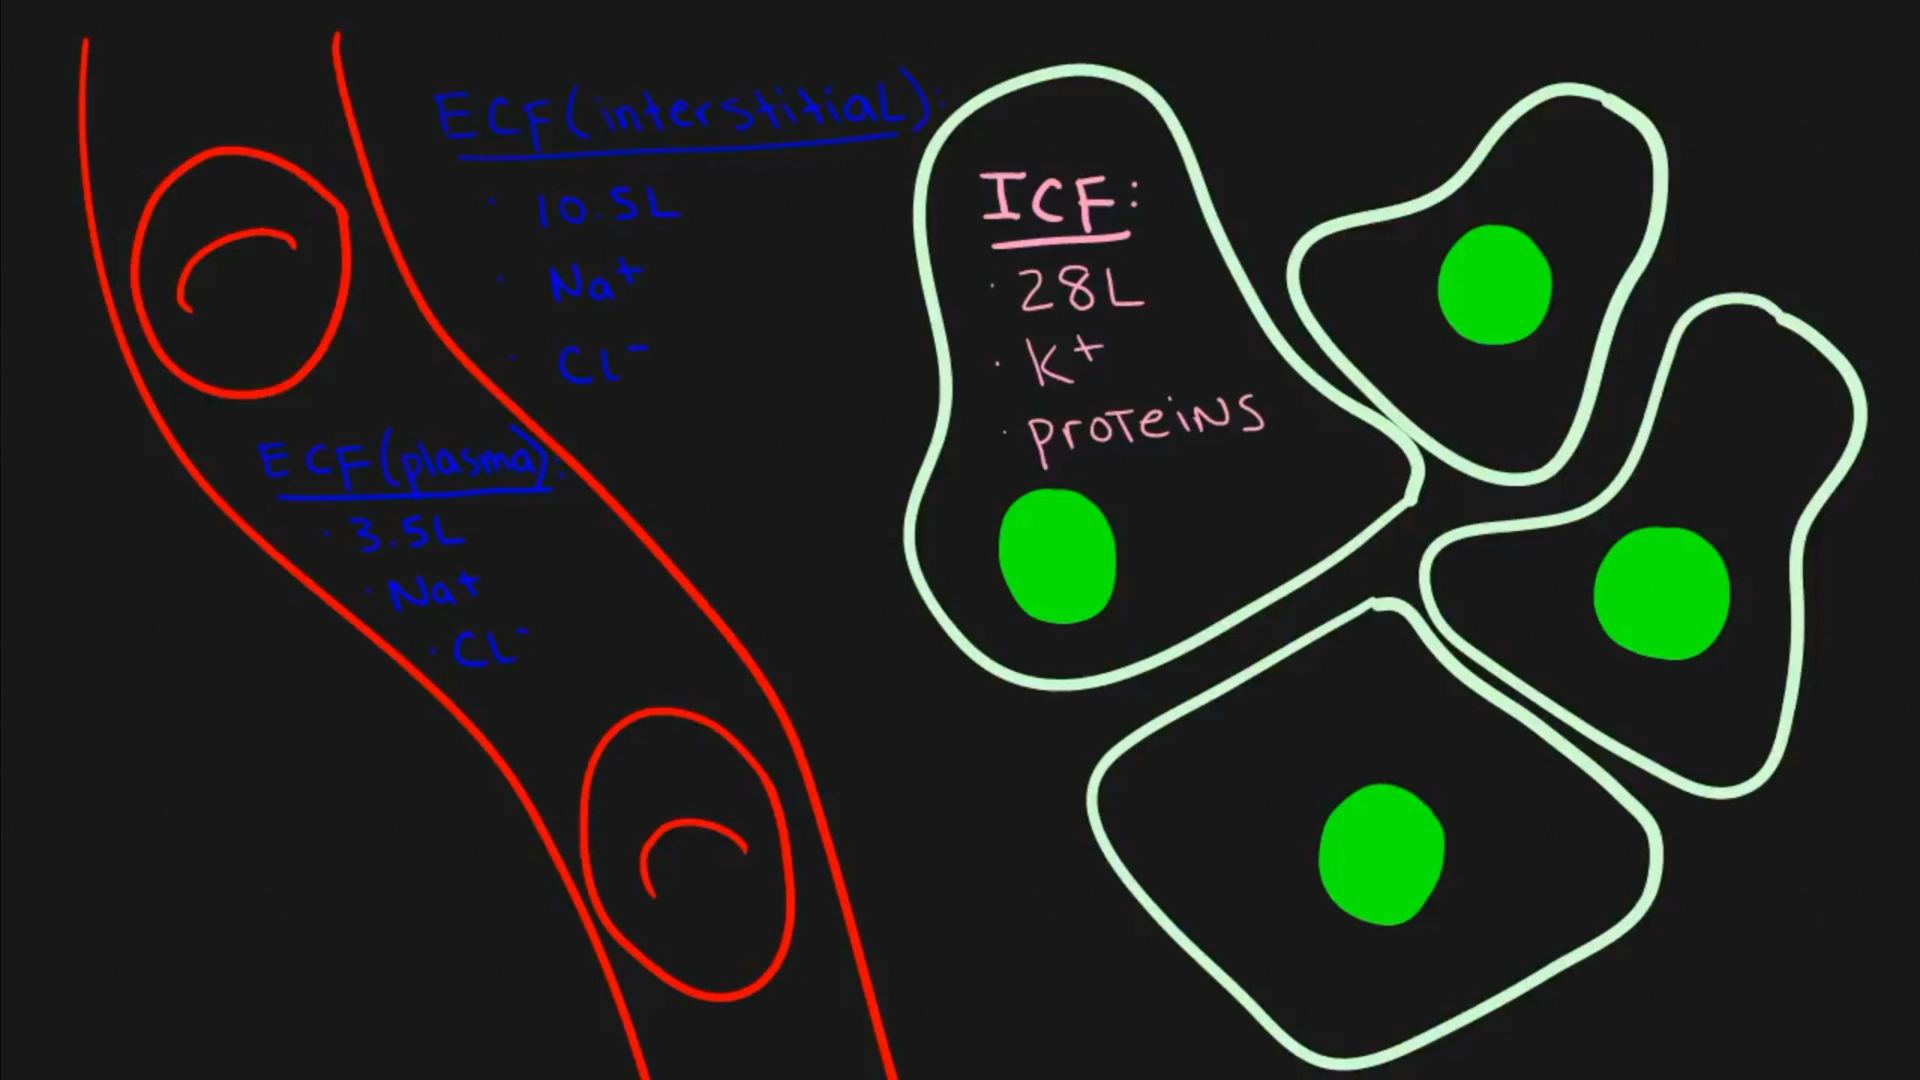 ECF(interstitial):
· 10.5L
· Na+
· Cl-
ECF(plasma):
· 3.5L
· Na+
· CL-
ICF:
· 28L
· K+
· proteins